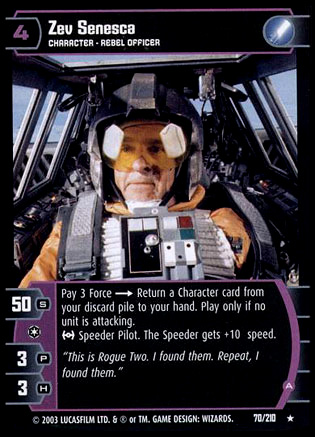 4 Zev Senesca
CHARACTER - REBEL OFFICER
Pay 3 Force → Return a Character card from
your discard pile to your hand. Play only if no
unit is attacking.
Speeder Pilot. The Speeder gets +10 speed.
"This is Rogue Two. I found them. Repeat, I
found them."
50 S
3 P
3 H
A
© 2003 LUCASFILM LTD. & ® or TM. GAME DESIGN: WIZARDS. 70/210 ★